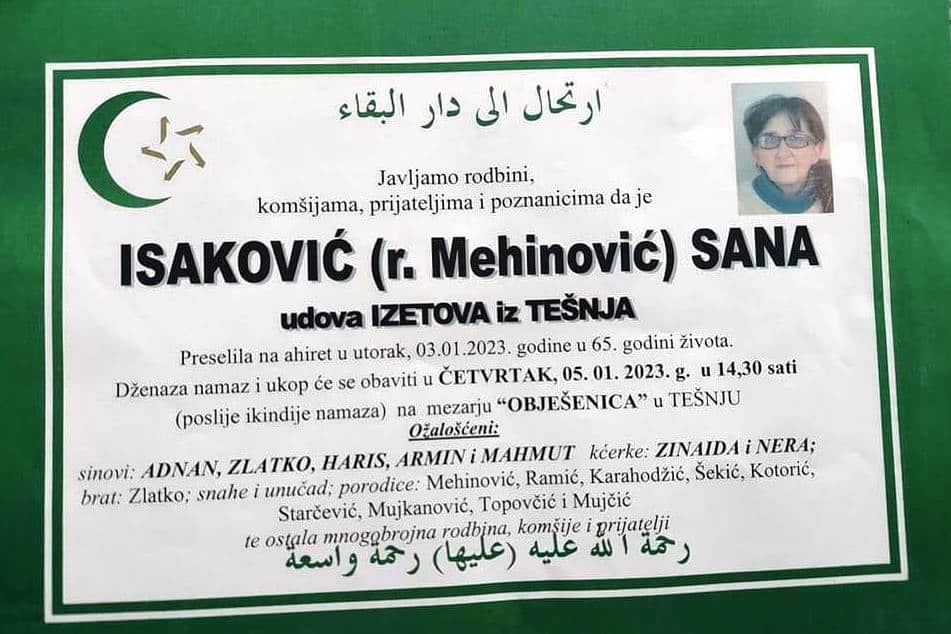 ارتحال الى دار البقاء
Javljamo rodbini,
komšijama, prijateljima i poznanicima da je
ISAKOVIĆ (r. Mehinović) SANA
udova IZETOVA iz TEŠNJA
Preselila na ahiret u utorak, 03.01.2023. godine u 65. godini života.
Dženaza namaz i ukop će se obaviti u ČETVRTAK, 05. 01. 2023. g. u 14,30 sati
(poslije ikindije namaza) na mezarju “OBJEŠENICA” u TEŠNJU
Ožalošćeni:
sinovi: ADNAN, ZLATKO, HARIS, ARMIN i MAHMUT kćerke: ZINAIDA i NERA;
brat: Zlatko; snahe i unučad; porodice: Mehinović, Ramić, Karahodžić, Šekić, Kotorić,
Starčević, Mujkanović, Topovčić i Mujčić
te ostala mnogobrojna rodbina, komšije i prijatelji
رحمة الله عليه (عليها) رحمة واسعة